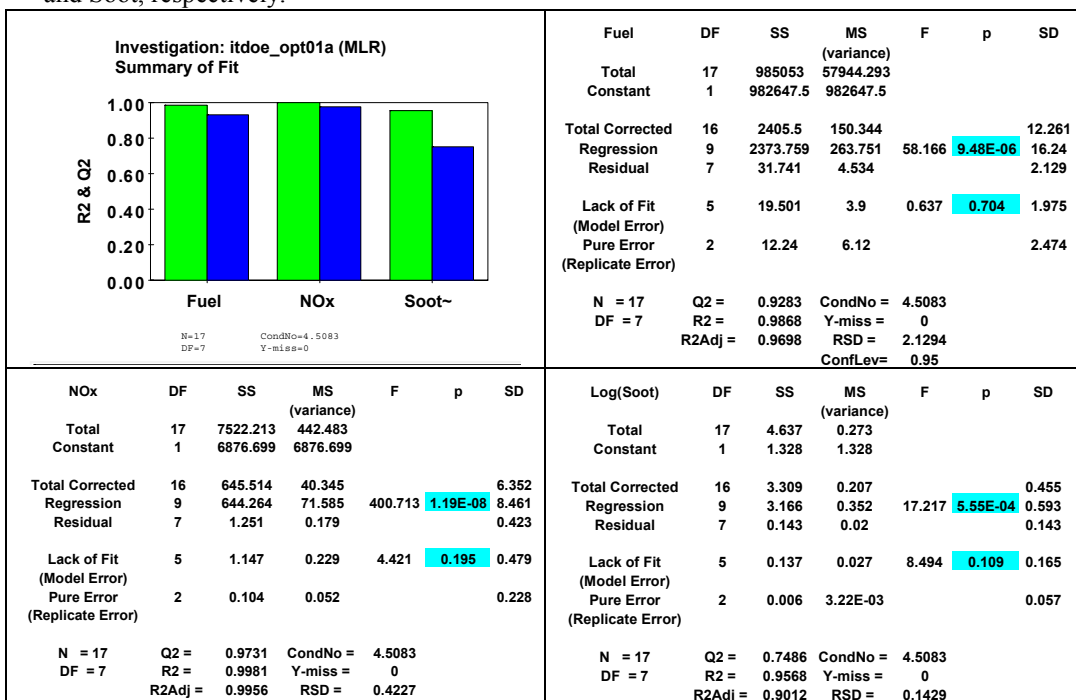 and Soot, respectively.
Investigation: itdoe_opt01a (MLR)
Summary of Fit
1.00
0.80
0.60
0.40
0.20
0.00
R2 & Q2
Fuel NOx Soot~
N=17 CondNo=4.5083
DF=7 Y-miss=0
Fuel DF SS MS F p SD
(variance)
Total 17 985053 57944.293
Constant 1 982647.5 982647.5
Total Corrected 16 2405.5 150.344 12.261
Regression 9 2373.759 263.751 58.166 9.48E-06 16.24
Residual 7 31.741 4.534 2.129
Lack of Fit 5 19.501 3.9 0.637 0.704 1.975
(Model Error)
Pure Error 2 12.24 6.12 2.474
(Replicate Error)
N = 17 Q2 = 0.9283 CondNo = 4.5083
DF = 7 R2 = 0.9868 Y-miss = 0
R2Adj = 0.9698 RSD = 2.1294
ConfLev= 0.95
NOx DF SS MS F p SD
(variance)
Total 17 7522.213 442.483
Constant 1 6876.699 6876.699
Total Corrected 16 645.514 40.345 6.352
Regression 9 644.264 71.585 400.713 1.19E-08 8.461
Residual 7 1.251 0.179 0.423
Lack of Fit 5 1.147 0.229 4.421 0.195 0.479
(Model Error)
Pure Error 2 0.104 0.052 0.228
(Replicate Error)
N = 17 Q2 = 0.9731 CondNo = 4.5083
DF = 7 R2 = 0.9981 Y-miss = 0
R2Adj = 0.9956 RSD = 0.4227
Log(Soot) DF SS MS F p SD
(variance)
Total 17 4.637 0.273
Constant 1 1.328 1.328
Total Corrected 16 3.309 0.207 0.455
Regression 9 3.166 0.352 17.217 5.55E-04 0.593
Residual 7 0.143 0.02 0.143
Lack of Fit 5 0.137 0.027 8.494 0.109 0.165
(Model Error)
Pure Error 2 0.006 3.22E-03 0.057
(Replicate Error)
N = 17 Q2 = 0.7486 CondNo = 4.5083
DF = 7 R2 = 0.9568 Y-miss = 0
R2Adj = 0.9012 RSD = 0.1429